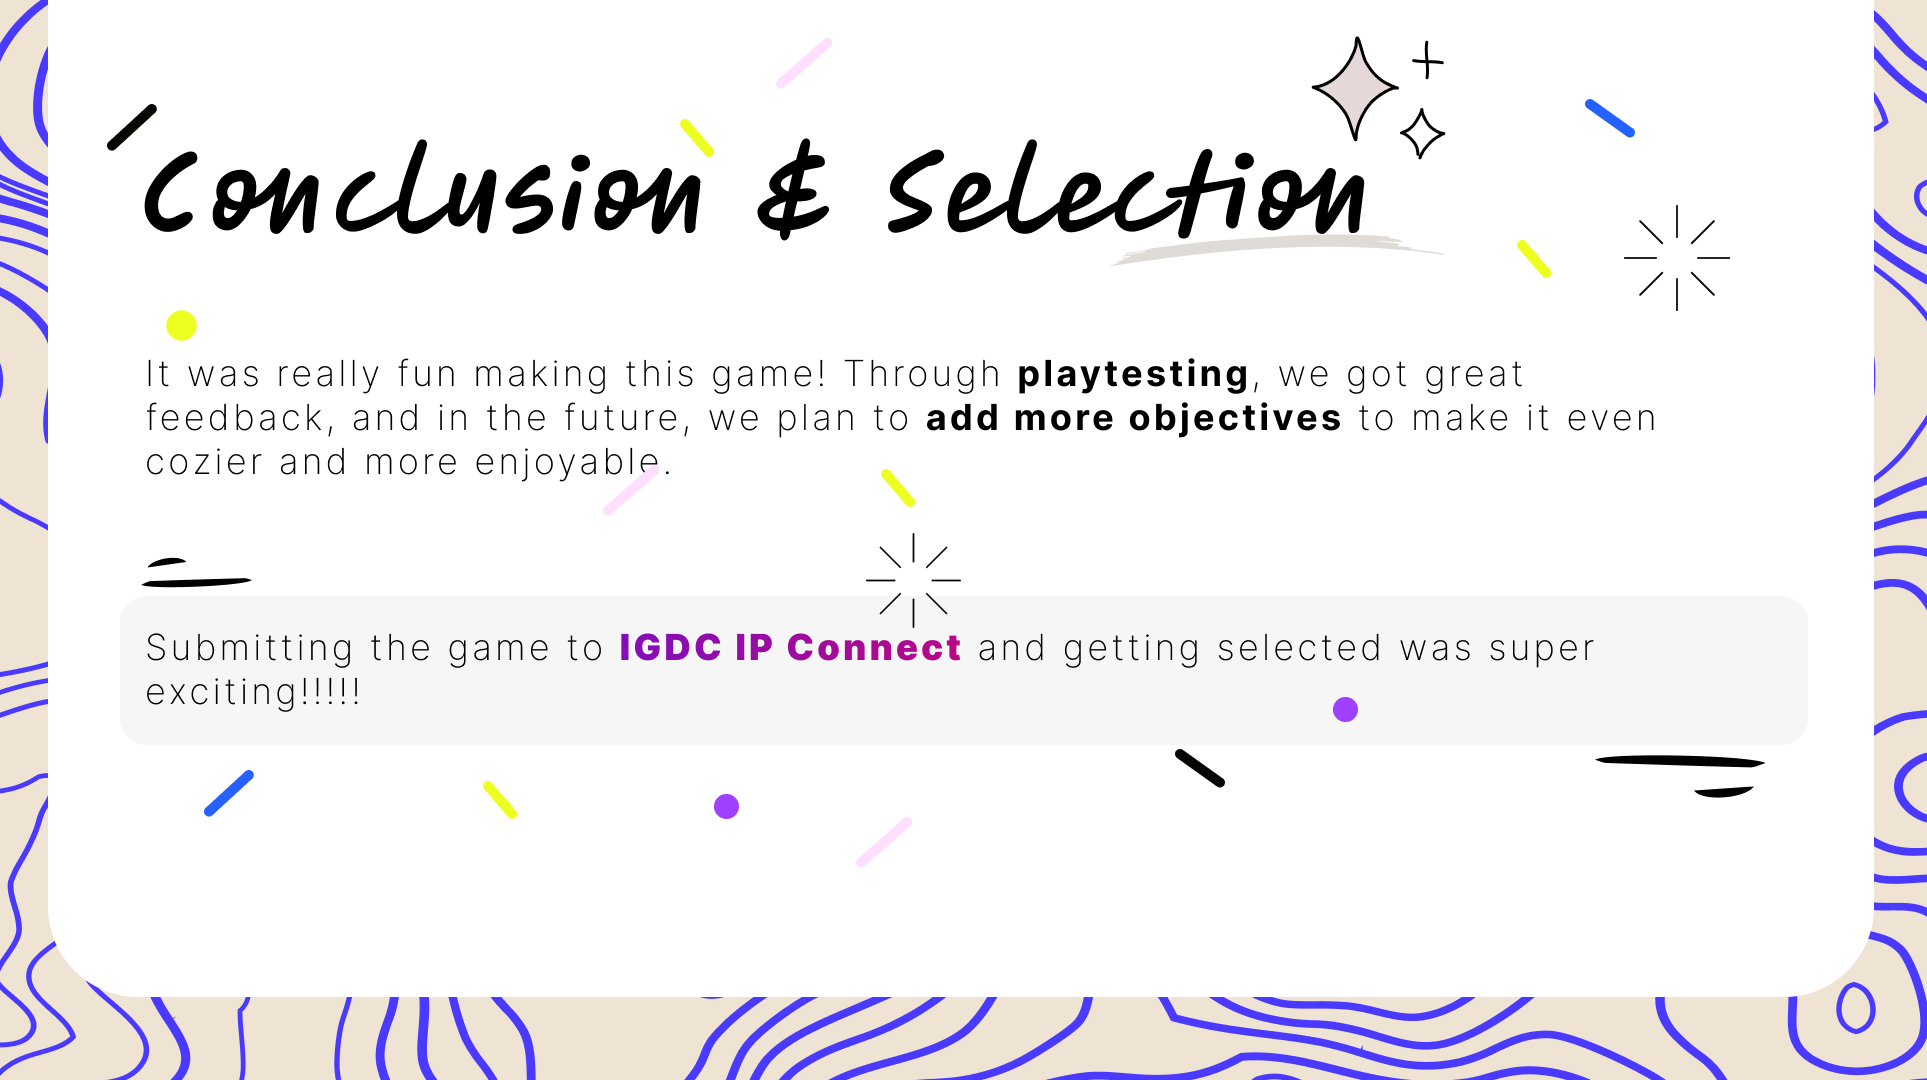 Conclusion & Selection
It was really fun making this game! Through playtesting, we got great
feedback, and in the future, we plan to add more objectives to make it even
cozier and more enjoyable.
Submitting the game to IGDC IP Connect and getting selected was super
exciting!!!!!